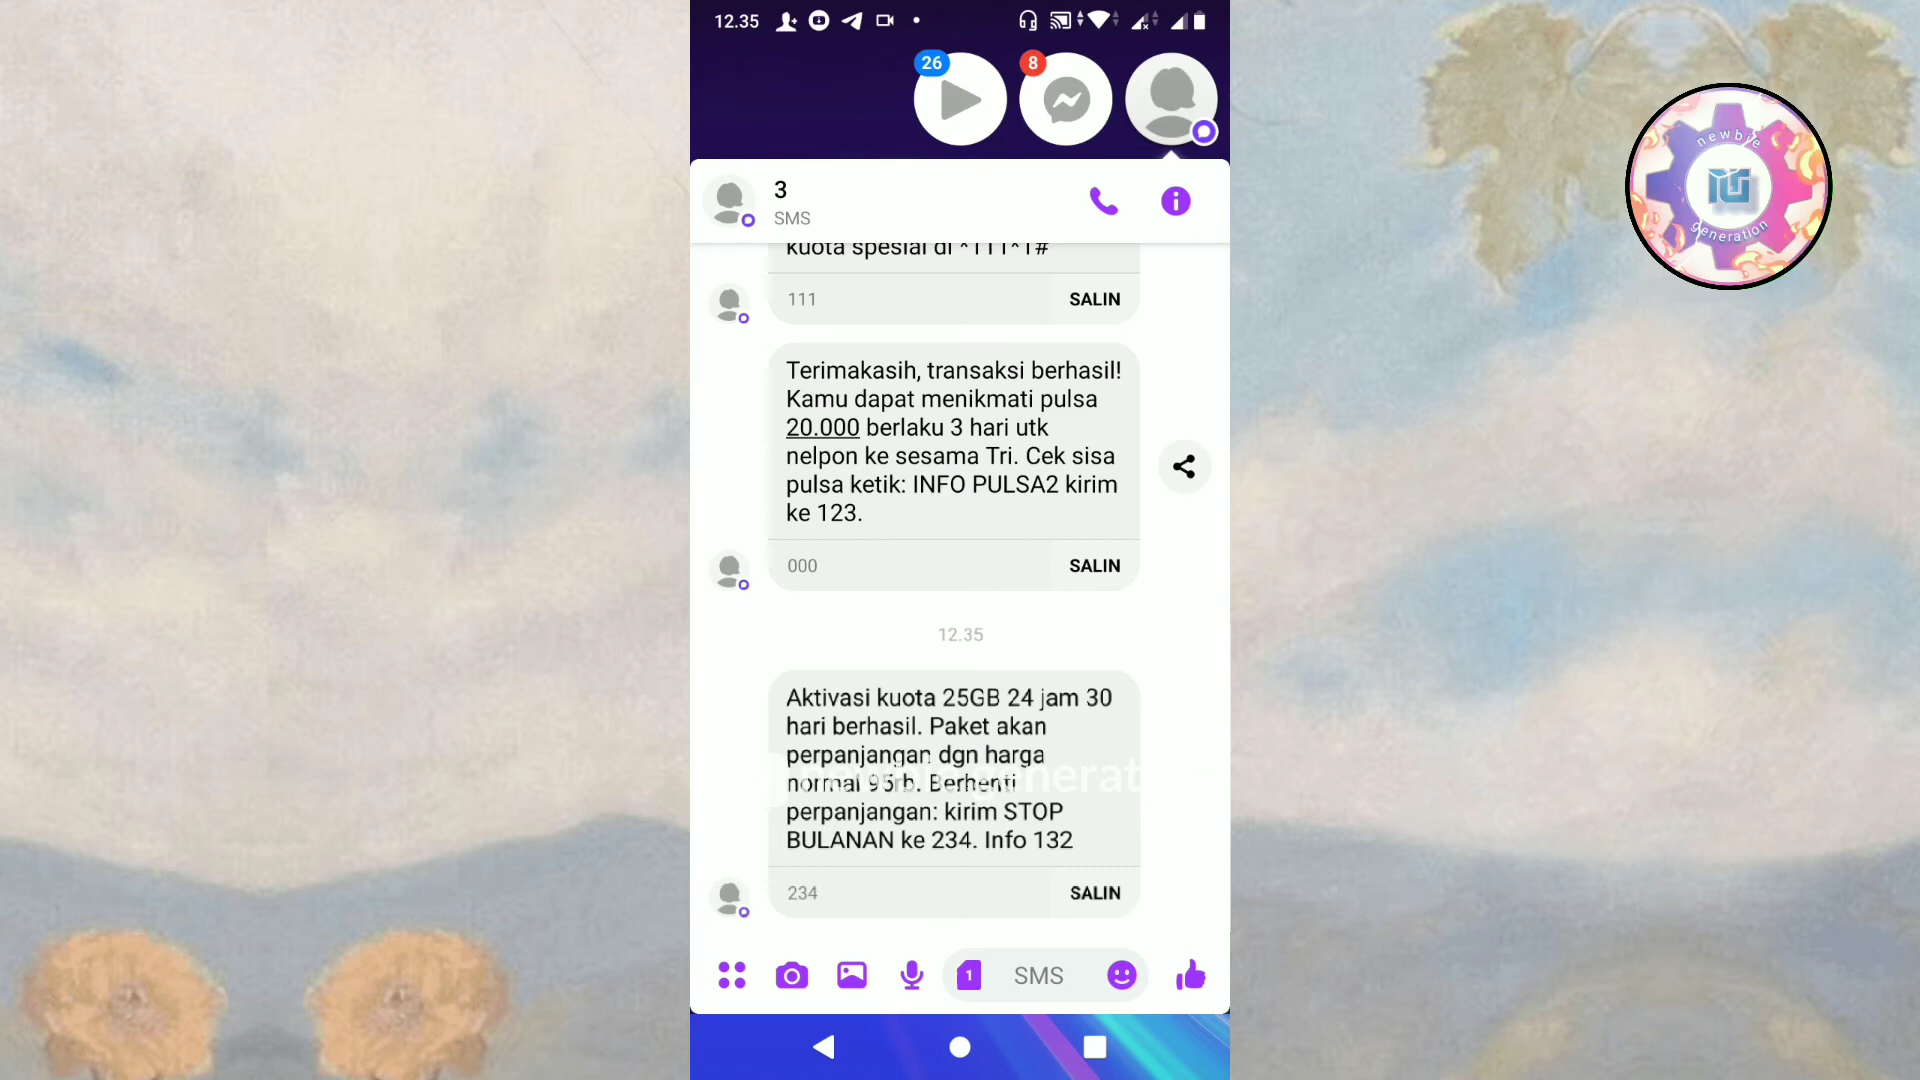 12.35
26
8
3
SMS
kuota spesial di *111*1#
111 SALIN
Terimakasih, transaksi berhasil!
Kamu dapat menikmati pulsa
20.000 berlaku 3 hari utk
nelpon ke sesama Tri. Cek sisa
pulsa ketik: INFO PULSA2 kirim
ke 123.
000 SALIN
12.35
Aktivasi kuota 25GB 24 jam 30
hari berhasil. Paket akan
perpanjangan dgn harga
normal 95rb. Berhenti
perpanjangan: kirim STOP
BULANAN ke 234. Info 132
234 SALIN
1 SMS
newbie
generation